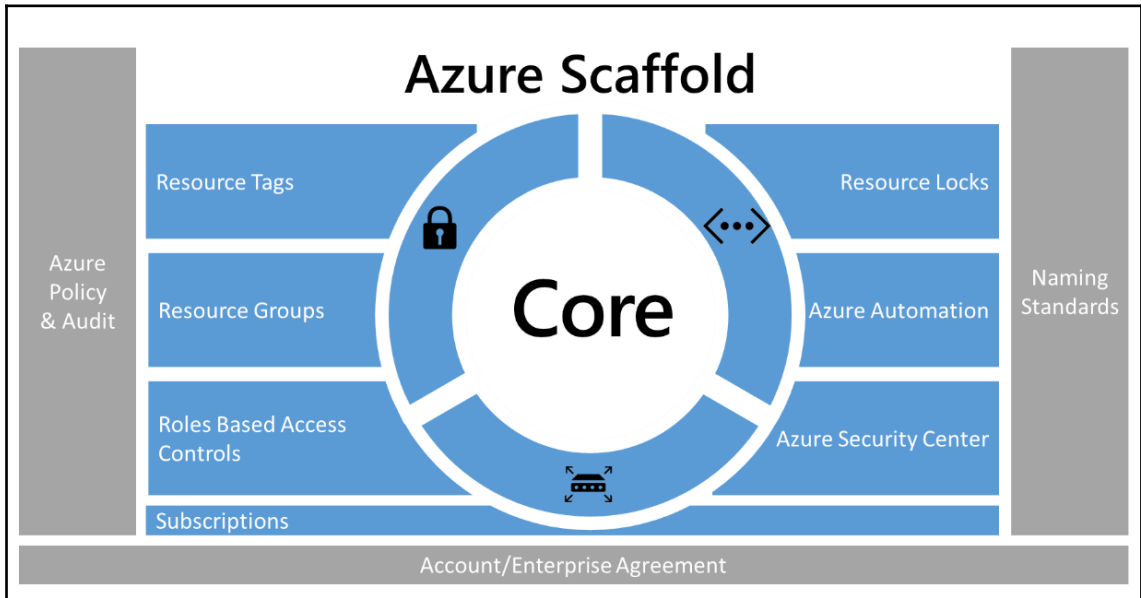 Azure Scaffold
Azure
Policy
& Audit
Resource Tags
Resource Groups
Roles Based Access
Controls
Subscriptions
Core
Resource Locks
Azure Automation
Azure Security Center
Naming
Standards
Account/Enterprise Agreement